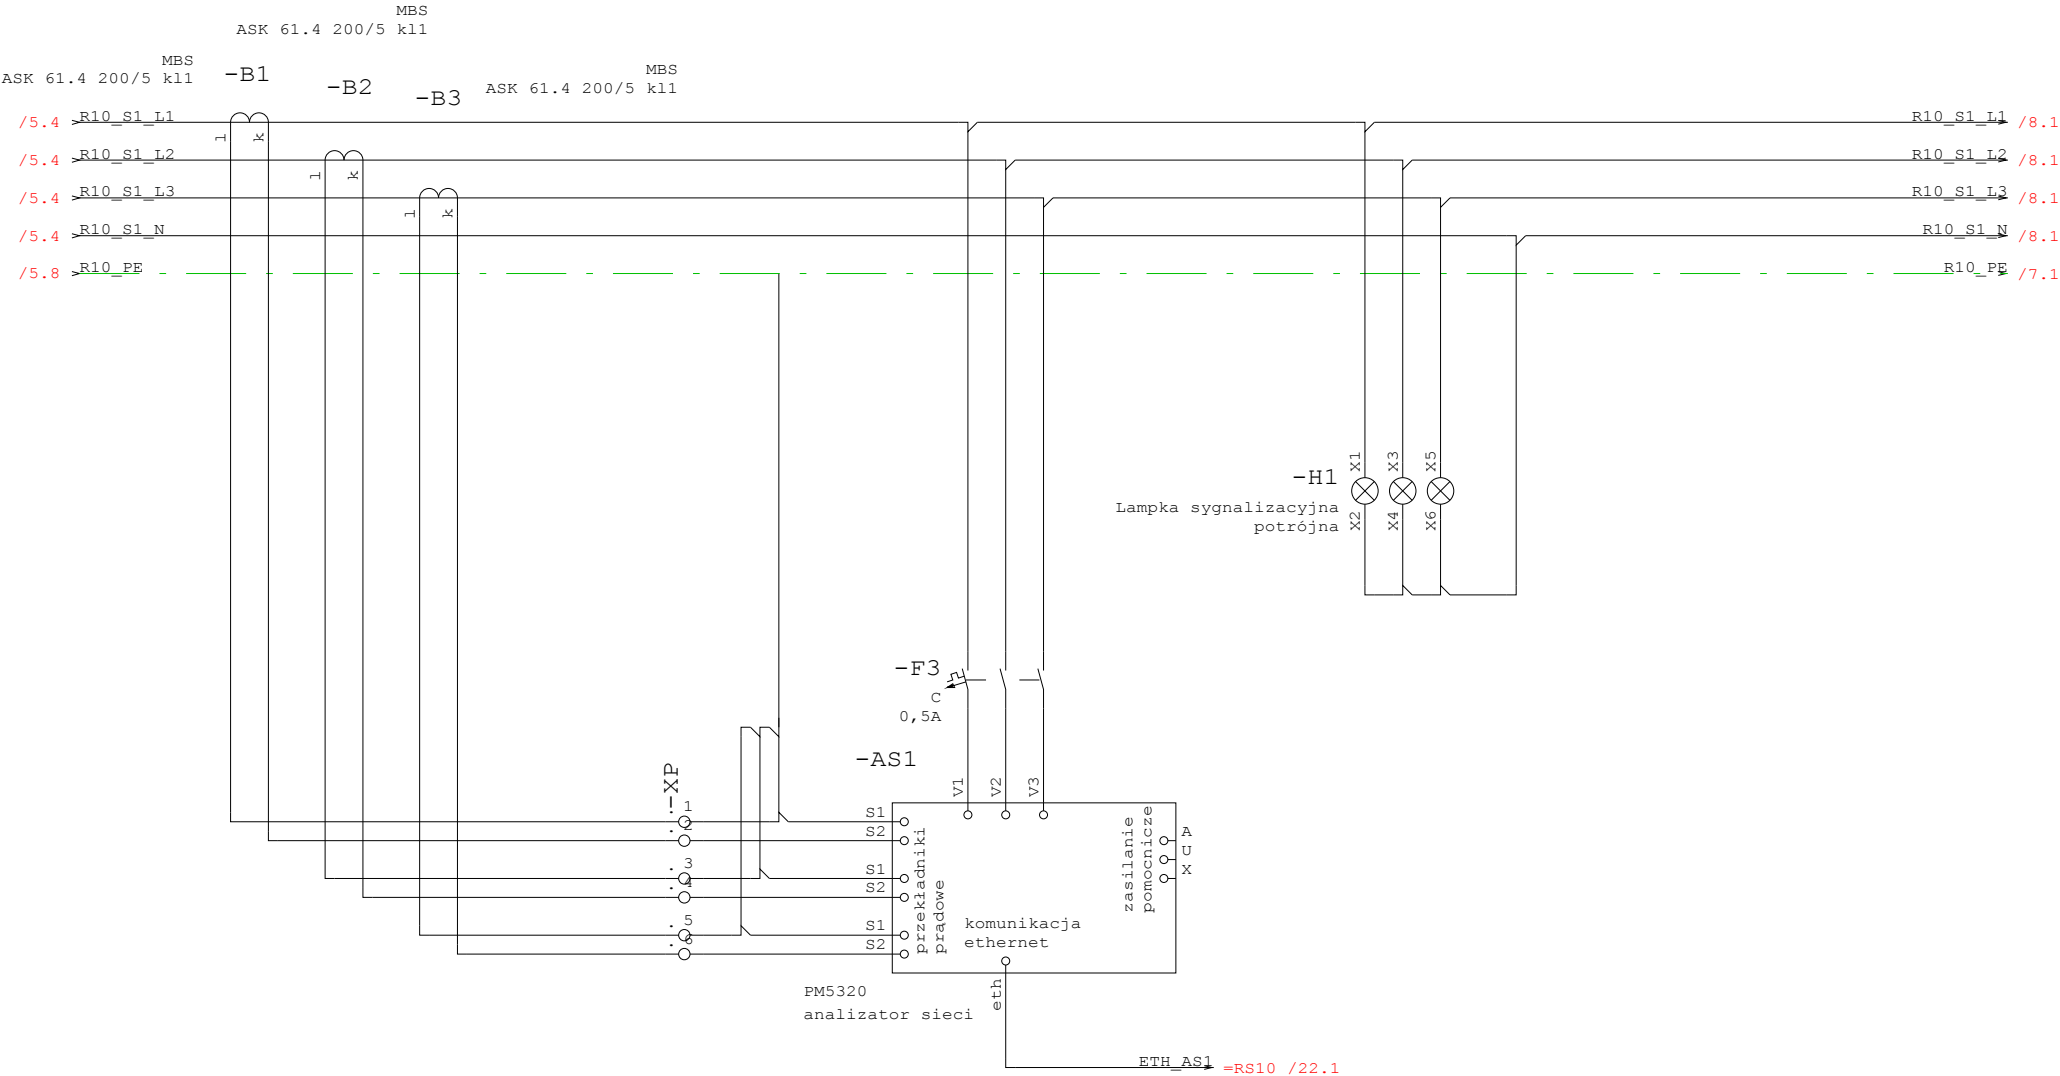 MBS
ASK 61.4 200/5 kl1
MBS
ASK 61.4 200/5 kl1
-B1
-B2
-B3
MBS
ASK 61.4 200/5 kl1
/5.4 R10_S1_L1
R10_S1_L1 /8.1
l k
/5.4 R10_S1_L2
R10_S1_L2 /8.1
l k
/5.4 R10_S1_L3
R10_S1_L3 /8.1
l k
/5.4 R10_S1_N
R10_S1_N /8.1
/5.8 R10_PE
R10_PE /7.1
X1 X3 X5
-H1
Lampka sygnalizacyjna
potrójna
X2 X4 X6
-F3
C
0,5A
-AS1
-XP
V1 V2 V3
1
2
3
4
5
6
S1
S2
S1
S2
S1
S2
przekładniki
prądowe
zasilanie
pomocnicze
A
U
X
komunikacja
ethernet
eth
PM5320
analizator sieci
ETH_AS1 =RS10 /22.1